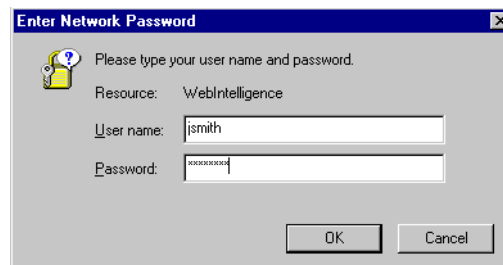 Enter Network Password
Please type your user name and password.
Resource: WebIntelligence
User name: jsmith
Password: ********
OK Cancel